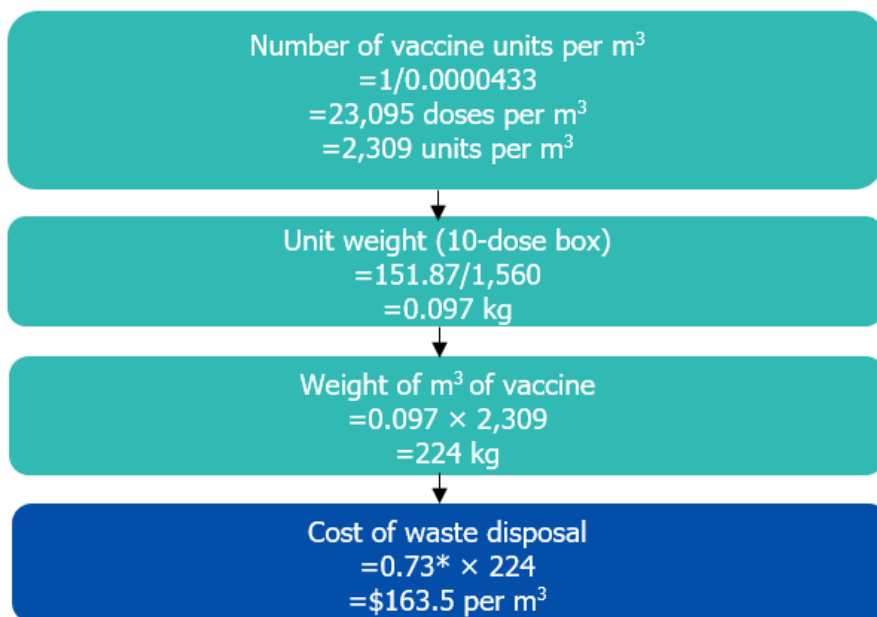 Number of vaccine units per m³
=1/0.0000433
=23,095 doses per m³
=2,309 units per m³
Unit weight (10-dose box)
=151.87/1,560
=0.097 kg
Weight of m³ of vaccine
=0.097 × 2,309
=224 kg
Cost of waste disposal
=0.73* × 224
=$163.5 per m³